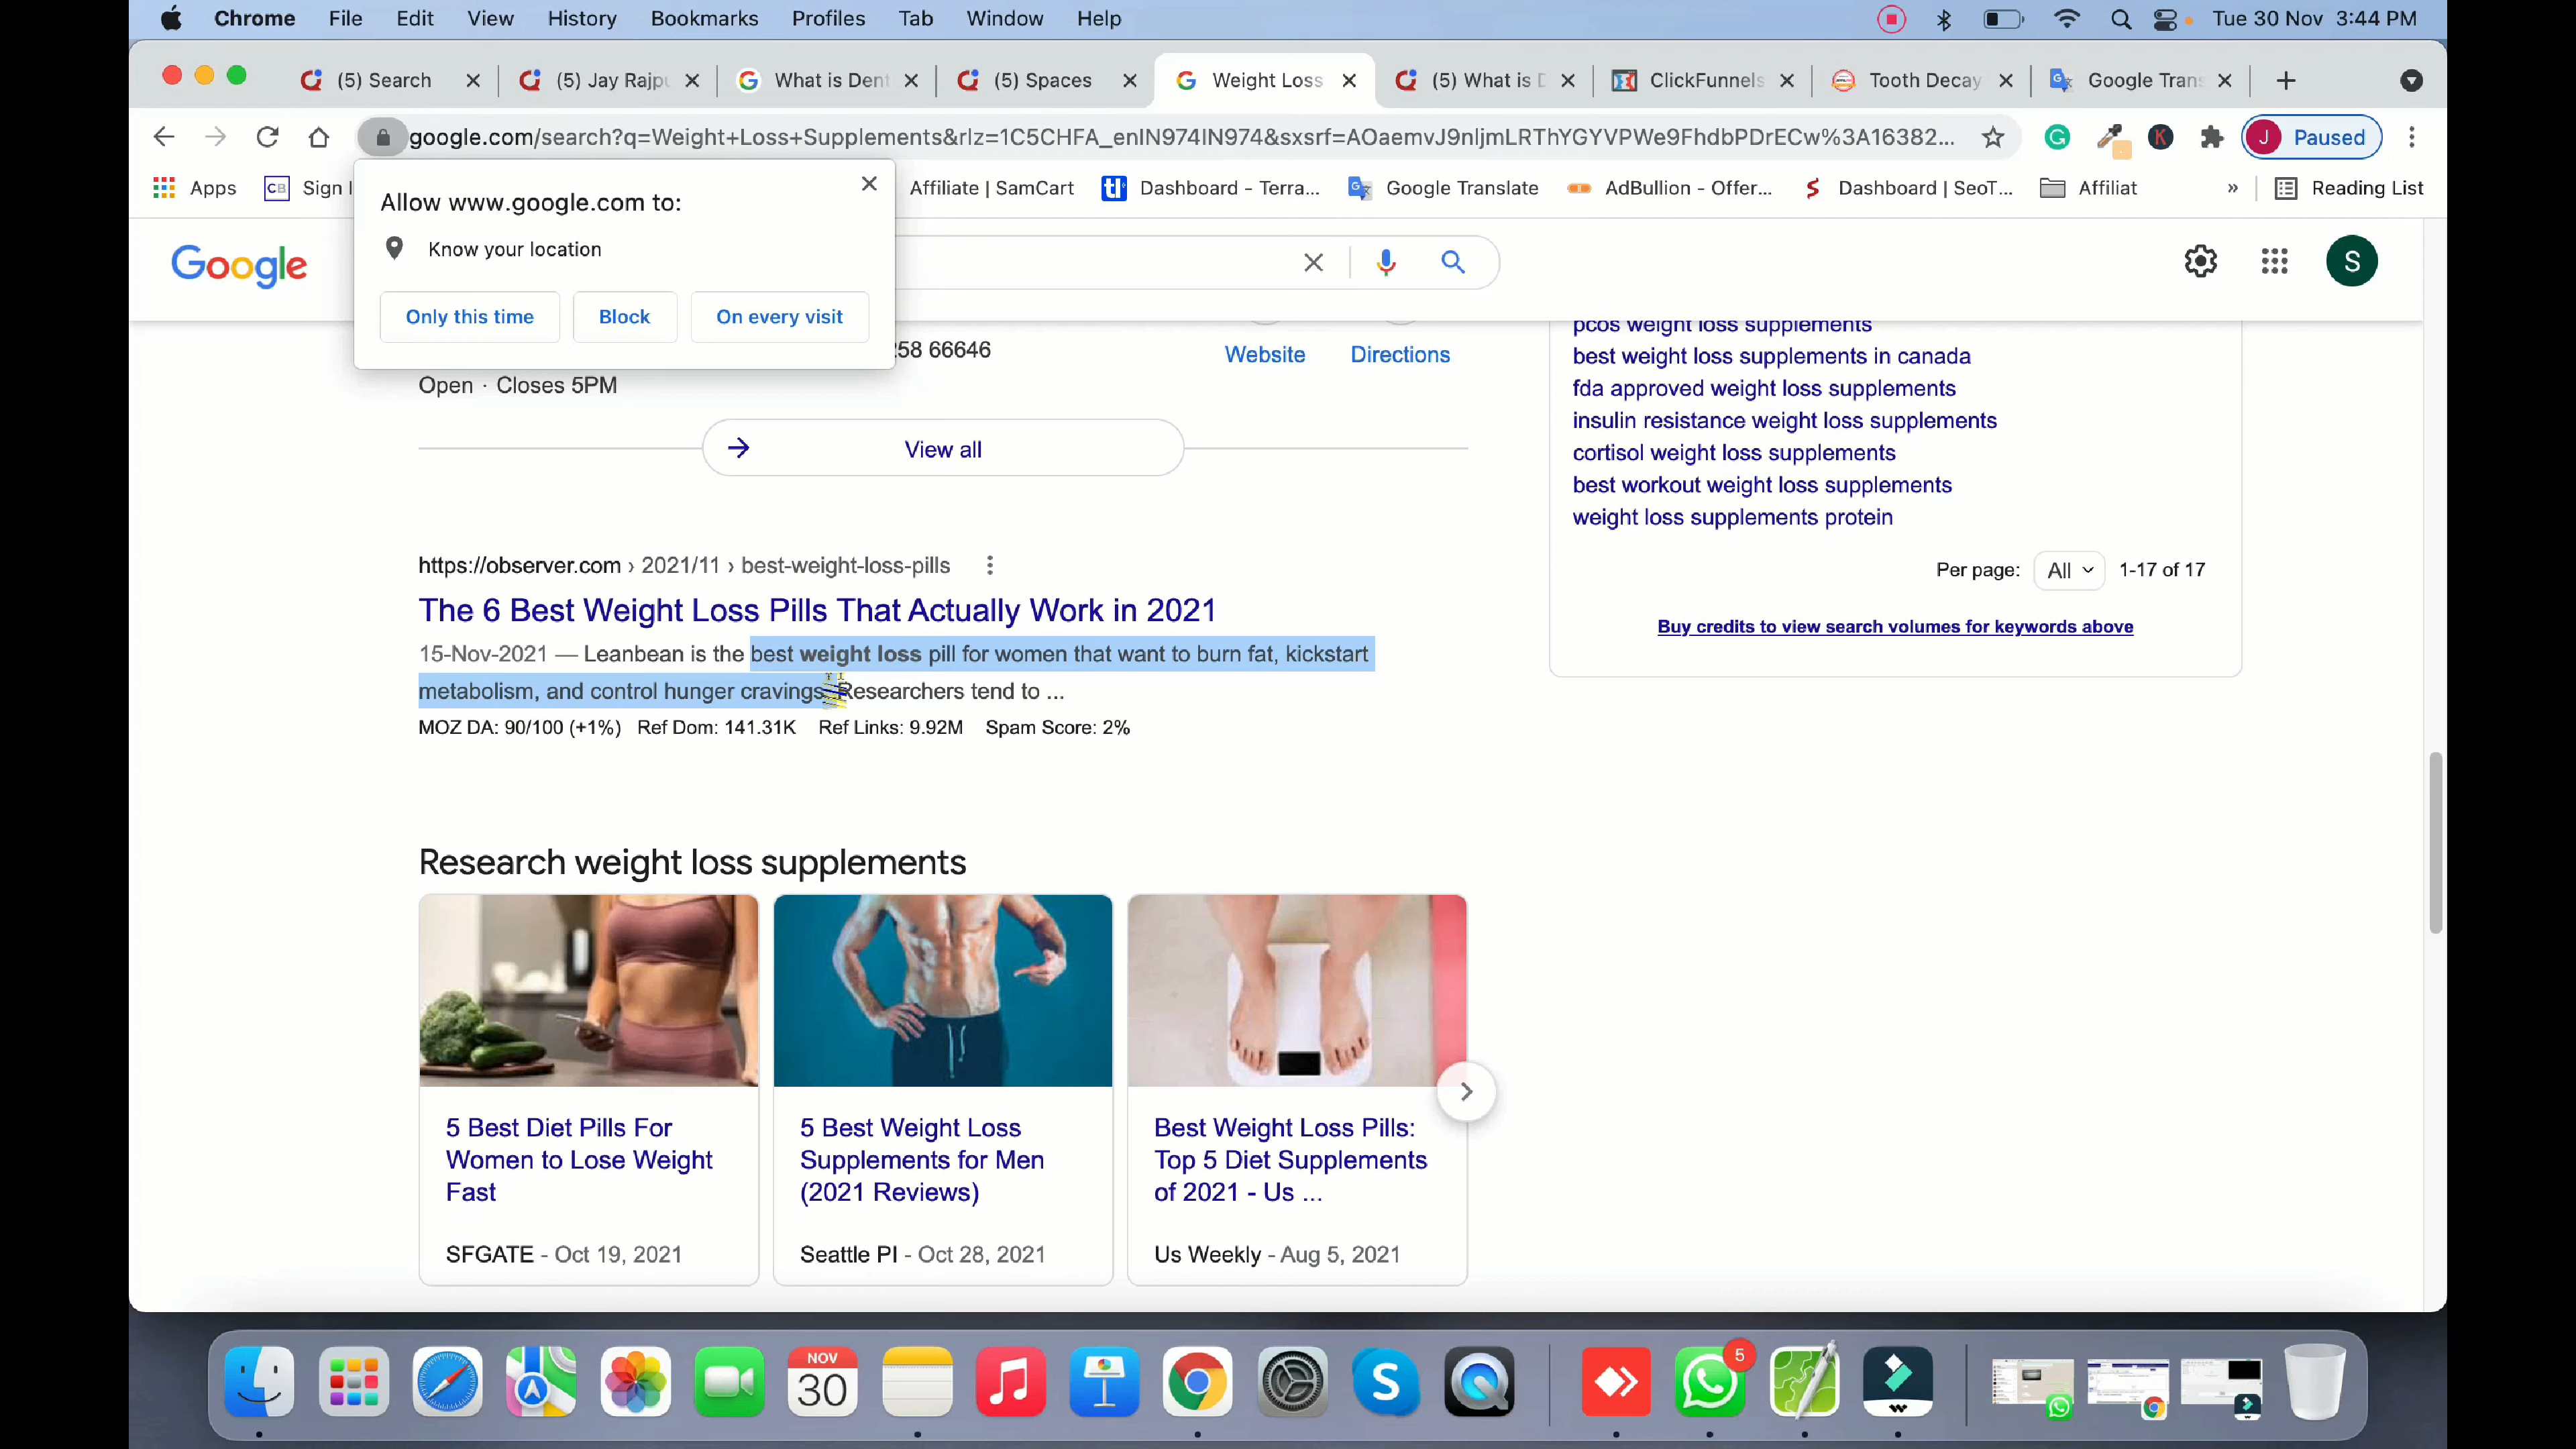 Chrome File Edit View History Bookmarks Profiles Tab Window Help Tue 30 Nov 3:44 PM
(5) Search (5) Jay Rajpu What is Dent (5) Spaces Weight Loss (5) What is D ClickFunnels Tooth Decay Google Trans
google.com/search?q=Weight+Loss+Supplements&rlz=1C5CHFA_enIN974IN974&sxsrf=AOaemvJ9nljmLRThYGYVPWe9FhdbPDrECw%3A16382... J Paused
Apps CB Sign I Affiliate | SamCart Dashboard - Terra... Google Translate AdBullion - Offer... Dashboard | SeoT... Affiliat » Reading List
Allow www.google.com to:
Know your location
Only this time Block On every visit
Google
S
258 66646
Open · Closes 5PM
Website Directions
View all
pcos weight loss supplements
best weight loss supplements in canada
fda approved weight loss supplements
insulin resistance weight loss supplements
cortisol weight loss supplements
best workout weight loss supplements
weight loss supplements protein
Per page: All 1-17 of 17
Buy credits to view search volumes for keywords above
https://observer.com › 2021/11 › best-weight-loss-pills
The 6 Best Weight Loss Pills That Actually Work in 2021
15-Nov-2021 — Leanbean is the best weight loss pill for women that want to burn fat, kickstart
metabolism, and control hunger cravings. Researchers tend to ...
MOZ DA: 90/100 (+1%) Ref Dom: 141.31K Ref Links: 9.92M Spam Score: 2%
Research weight loss supplements
5 Best Diet Pills For
Women to Lose Weight
Fast
SFGATE - Oct 19, 2021
5 Best Weight Loss
Supplements for Men
(2021 Reviews)
Seattle PI - Oct 28, 2021
Best Weight Loss Pills:
Top 5 Diet Supplements
of 2021 - Us ...
Us Weekly - Aug 5, 2021
NOV
30
5